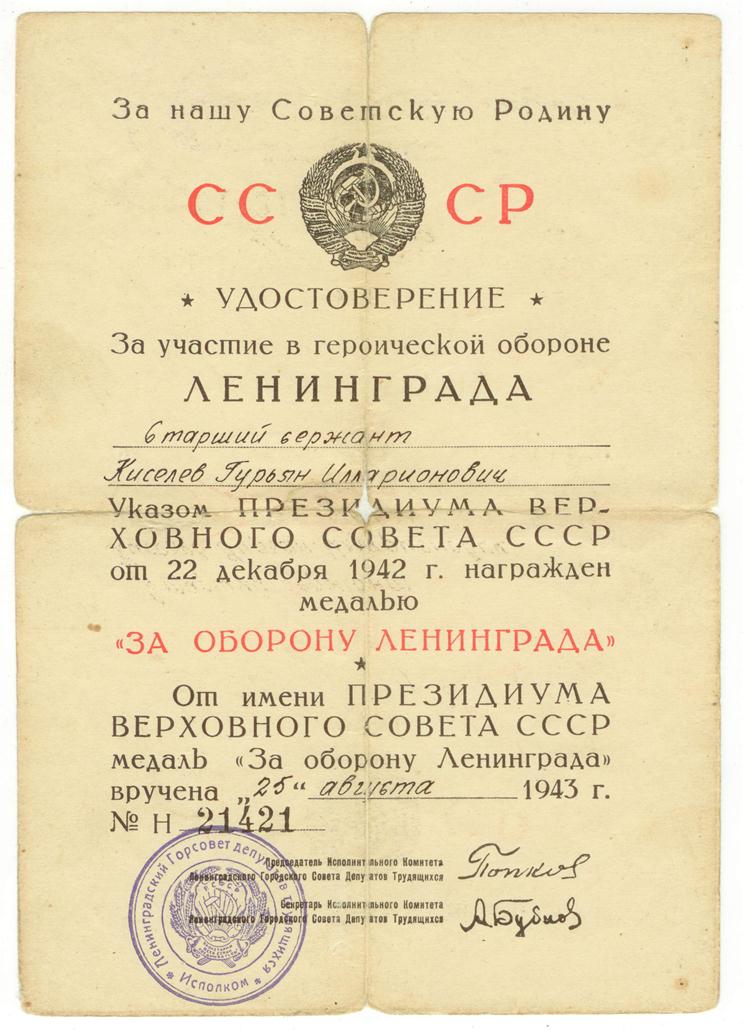 За нашу Советскую Родину
СССР
★ УДОСТОВЕРЕНИЕ ★
За участие в героической обороне
ЛЕНИНГРАДА
Старший сержант
Киселев Гурьян Илларионович
Указом ПРЕЗИДИУМА ВЕР-
ХОВНОГО СОВЕТА СССР
от 22 декабря 1942 г. награжден
медалью
«ЗА ОБОРОНУ ЛЕНИНГРАДА»
★
От имени ПРЕЗИДИУМА
ВЕРХОВНОГО СОВЕТА СССР
медаль «За оборону Ленинграда»
вручена „25“ августа 1943 г.
№ Н 21421
Председатель Исполнительного Комитета
Ленинградского Городского Совета Депутатов Трудящихся
Попков
Секретарь Исполнительного Комитета
Ленинградского Городского Совета Депутатов Трудящихся
А.Бубнов
Ленинградский Горсовет депутатов трудящихся
★ Исполком ★